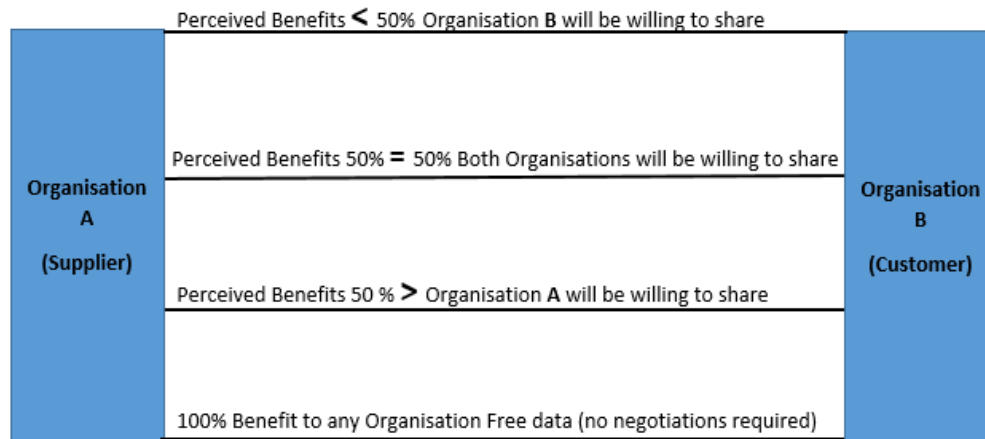 Perceived Benefits < 50% Organisation B will be willing to share
Perceived Benefits 50% = 50% Both Organisations will be willing to share
Organisation
A
(Supplier)
Organisation
B
(Customer)
Perceived Benefits 50 % > Organisation A will be willing to share
100% Benefit to any Organisation Free data (no negotiations required)